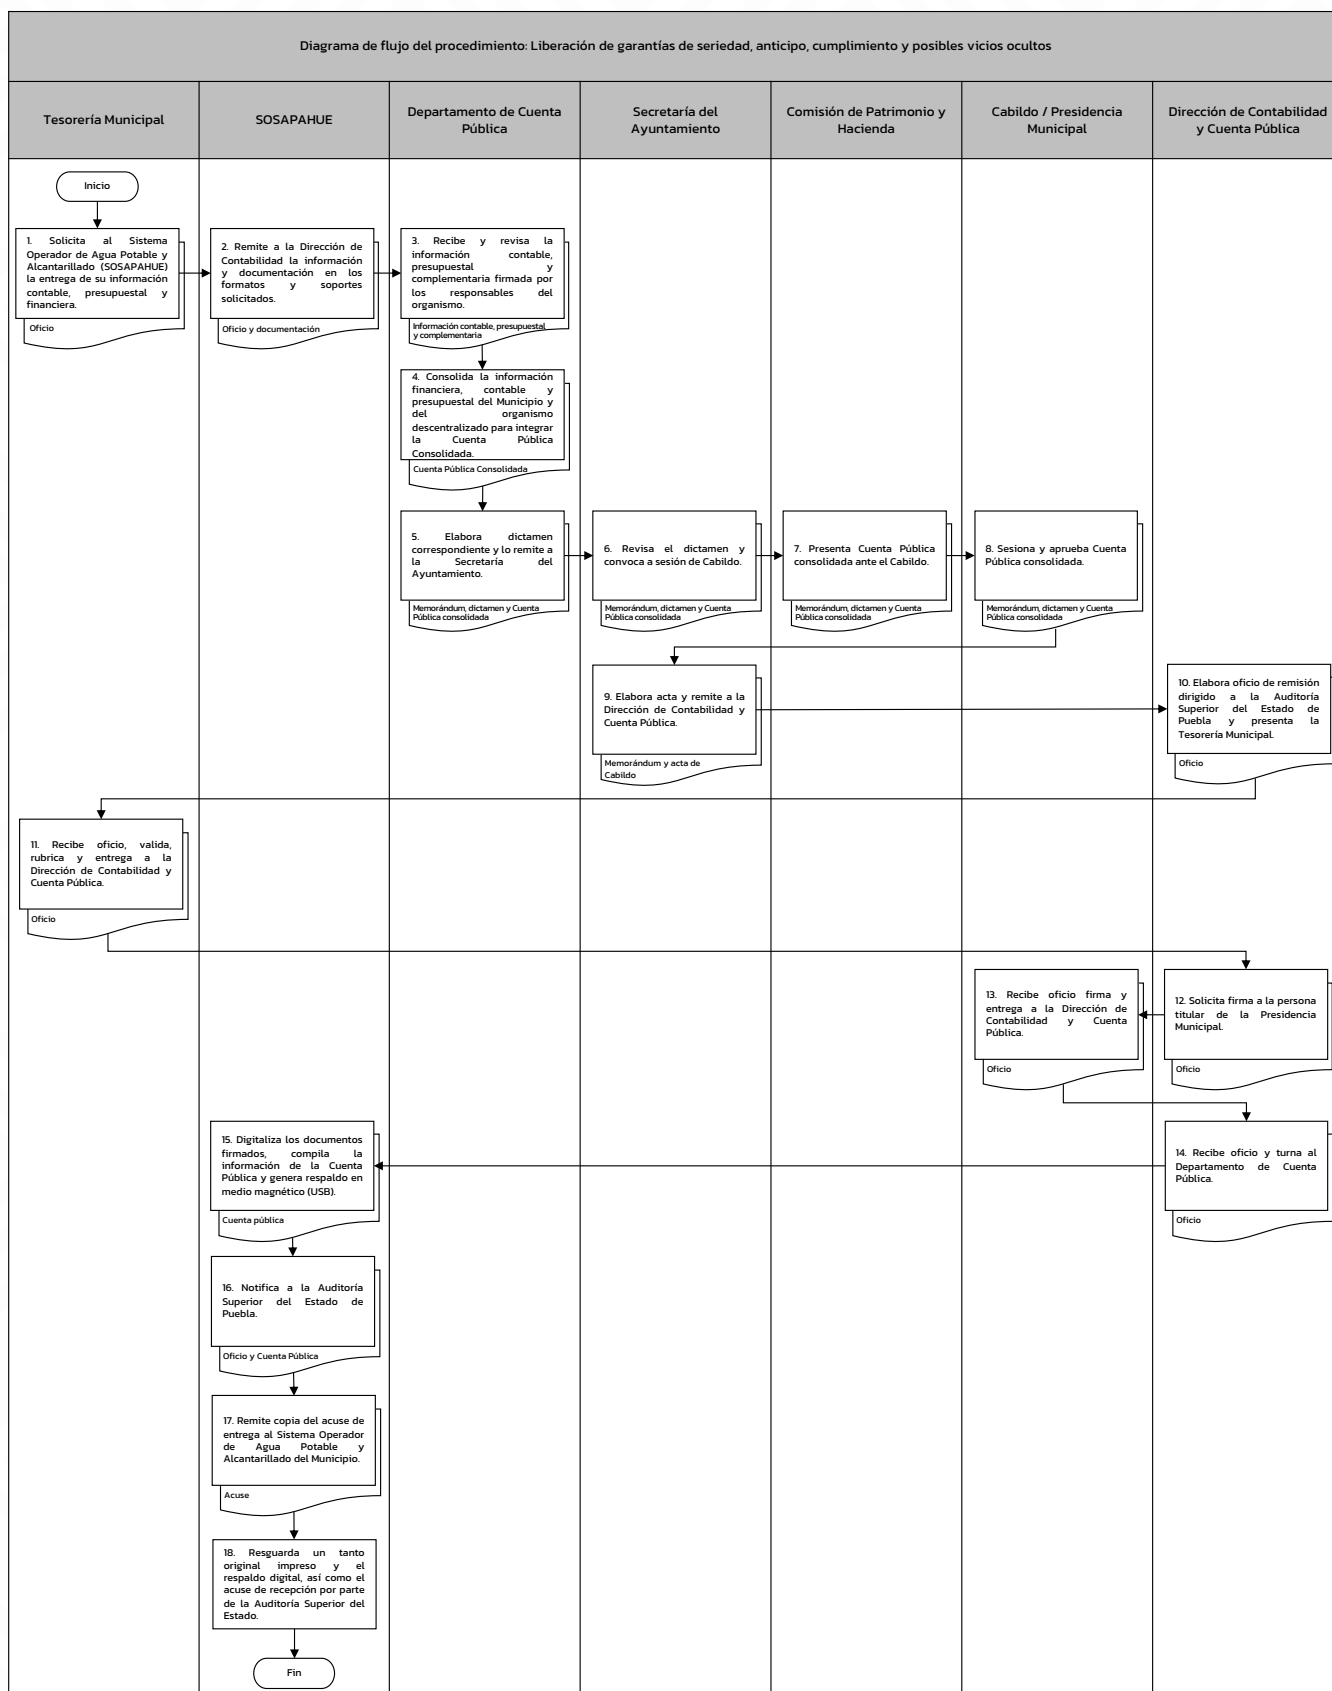 Diagrama de flujo del procedimiento: Liberación de garantías de seriedad, anticipo, cumplimiento y posibles vicios ocultos
Tesorería Municipal
SOSAPAHUE
Departamento de Cuenta
Pública
Secretaría del
Ayuntamiento
Comisión de Patrimonio y
Hacienda
Cabildo / Presidencia
Municipal
Dirección de Contabilidad
y Cuenta Pública
Inicio
1. Solicita al Sistema
Operador de Agua Potable y
Alcantarillado (SOSAPAHUE)
la entrega de su información
contable, presupuestal y
financiera.
Oficio
2. Remite a la Dirección de
Contabilidad la información
y documentación en los
formatos y soportes
solicitados.
Oficio y documentación
3. Recibe y revisa la
información contable,
presupuestal y
complementaria firmada por
los responsables del
organismo.
Información contable, presupuestal
y complementaria
4. Consolida la información
financiera, contable y
presupuestal del Municipio y
del organismo
descentralizado para integrar
la Cuenta Pública
Consolidada.
Cuenta Pública Consolidada
5. Elabora dictamen
correspondiente y lo remite a
la Secretaría del
Ayuntamiento.
Memorándum, dictamen y Cuenta
Pública consolidada
6. Revisa el dictamen y
convoca a sesión de Cabildo.
Memorándum, dictamen y Cuenta
Pública consolidada
7. Presenta Cuenta Pública
consolidada ante el Cabildo.
Memorándum, dictamen y Cuenta
Pública consolidada
8. Sesiona y aprueba Cuenta
Pública consolidada.
Memorándum, dictamen y Cuenta
Pública consolidada
9. Elabora acta y remite a la
Dirección de Contabilidad y
Cuenta Pública.
Memorándum y acta de
Cabildo
10. Elabora oficio de remisión
dirigido a la Auditoría
Superior del Estado de
Puebla y presenta la
Tesorería Municipal.
Oficio
11. Recibe oficio, valida,
rubrica y entrega a la
Dirección de Contabilidad y
Cuenta Pública.
Oficio
13. Recibe oficio firma y
entrega a la Dirección de
Contabilidad y Cuenta
Pública.
Oficio
12. Solicita firma a la persona
titular de la Presidencia
Municipal.
Oficio
15. Digitaliza los documentos
firmados, compila la
información de la Cuenta
Pública y genera respaldo en
medio magnético (USB).
Cuenta pública
14. Recibe oficio y turna al
Departamento de Cuenta
Pública.
Oficio
16. Notifica a la Auditoría
Superior del Estado de
Puebla.
Oficio y Cuenta Pública
17. Remite copia del acuse de
entrega al Sistema Operador
de Agua Potable y
Alcantarillado del Municipio.
Acuse
18. Resguarda un tanto
original impreso y el
respaldo digital, así como el
acuse de recepción por parte
de la Auditoría Superior del
Estado.
Fin